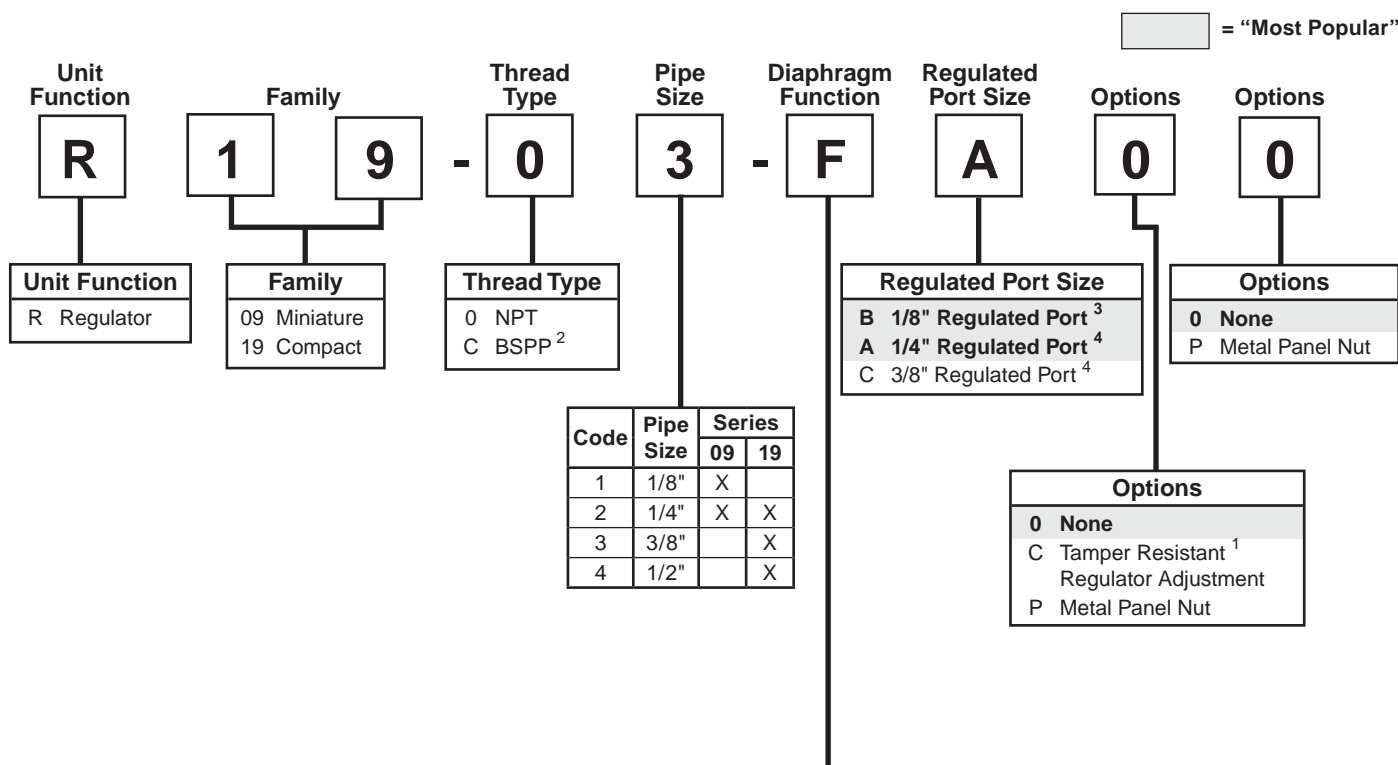 = “Most Popular”
Unit Function
Family
Thread Type
Pipe Size
Diaphragm Function
Regulated Port Size
Options
Options
R 1 9 - 0 3 - F A 0 0
Unit Function
R Regulator
Family
09 Miniature
19 Compact
Thread Type
0 NPT
C BSPP 2
Regulated Port Size
B 1/8" Regulated Port 3
A 1/4" Regulated Port 4
C 3/8" Regulated Port 4
Options
0 None
P Metal Panel Nut
Code Pipe Size Series
09 19
1 1/8" X
2 1/4" X X
3 3/8" X
4 1/2" X
Options
0 None
C Tamper Resistant 1
Regulator Adjustment
P Metal Panel Nut